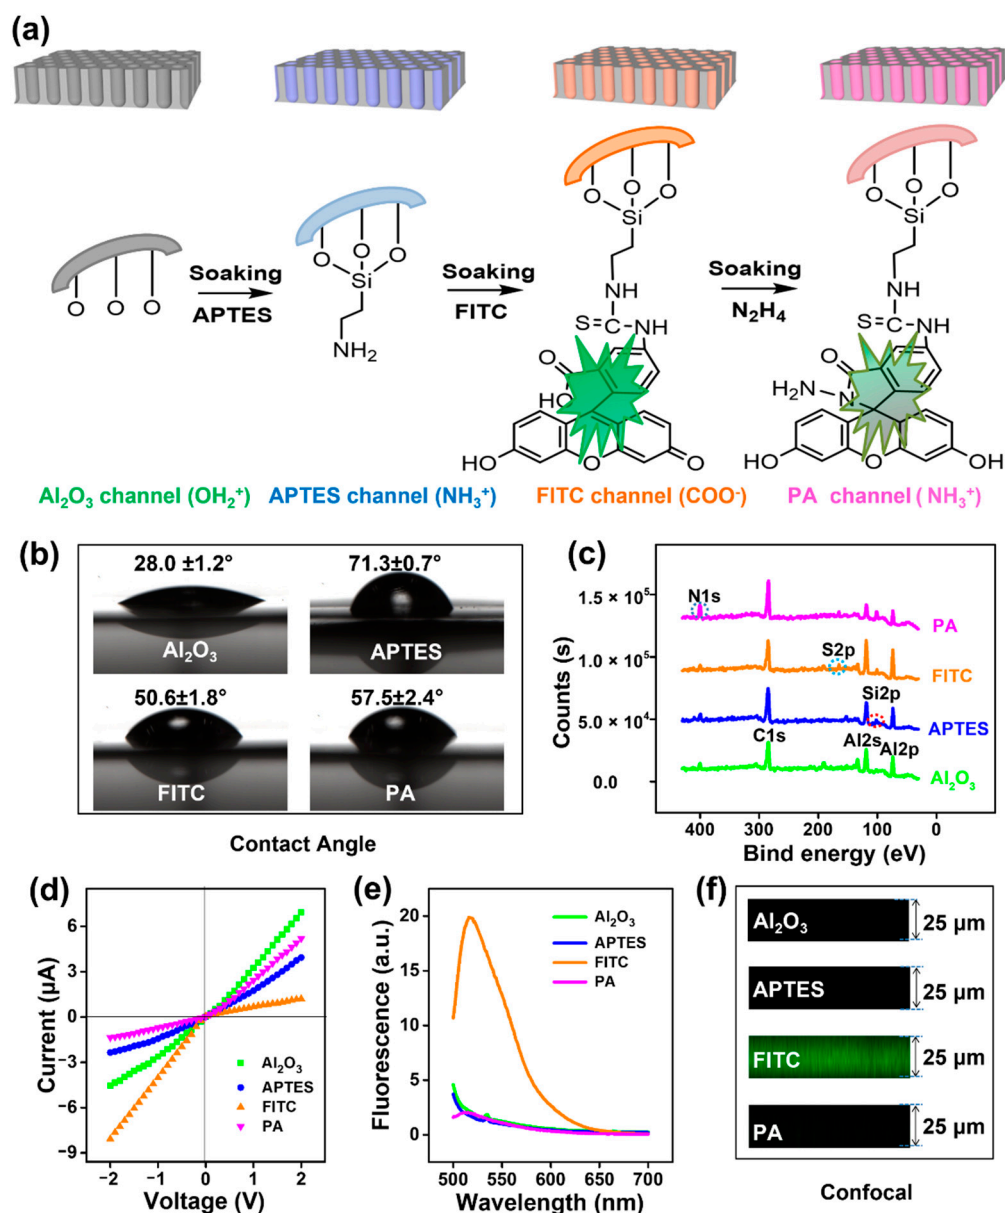 (a)
O O O
Soaking
APTES
O O O
Si
NH₂
Soaking
FITC
O O O
Si
NH
S=C
NH
O
HO
HO
O
O
Soaking
N₂H₄
O O O
Si
NH
S=C
NH
O
H₂N
N
HO
O
OH
Al₂O₃ channel (OH₂⁺)
APTES channel (NH₃⁺)
FITC channel (COO⁻)
PA channel ( NH₃⁺)
(b)
28.0 ±1.2°
Al₂O₃
71.3±0.7°
APTES
50.6±1.8°
FITC
57.5±2.4°
PA
Contact Angle
(c)
Counts (s)
1.5 × 10⁵
1.0 × 10⁵
5.0 × 10⁴
0.0
N1s
PA
S2p
FITC
Si2p
APTES
C1s
Al2s
Al2p
Al₂O₃
400 300 200 100 0
Bind energy (eV)
(d)
Current (µA)
6
3
0
−3
−6
−9
Al₂O₃
APTES
FITC
PA
−2 −1 0 1 2
Voltage (V)
(e)
Fluorescence (a.u.)
20
15
10
5
0
Al₂O₃
APTES
FITC
PA
500 550 600 650 700
Wavelength (nm)
(f)
Al₂O₃
25 µm
APTES
25 µm
FITC
25 µm
PA
25 µm
Confocal